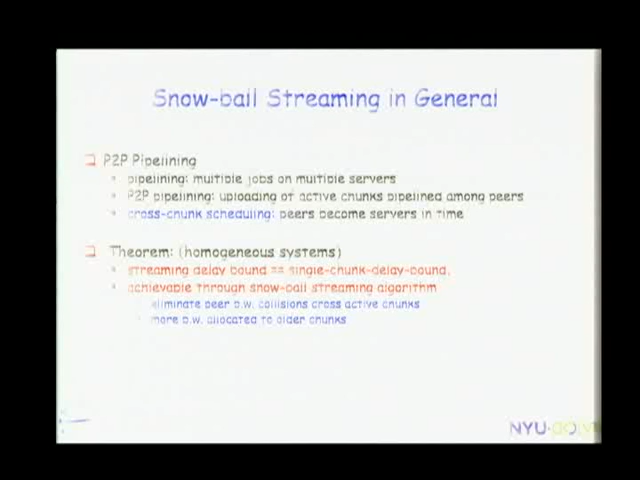 Snow-ball Streaming in General
P2P Pipelining
pipelining: multiple jobs on multiple servers
P2P pipelining: uploading of active chunks pipelined among peers
cross-chunk scheduling: peers become servers in time
Theorem: (homogeneous systems)
streaming delay bound == single-chunk-delay-bound,
achievable through snow-ball streaming algorithm
eliminate peer b.w. collisions cross active chunks
more b.w. allocated to older chunks
NYU-poly